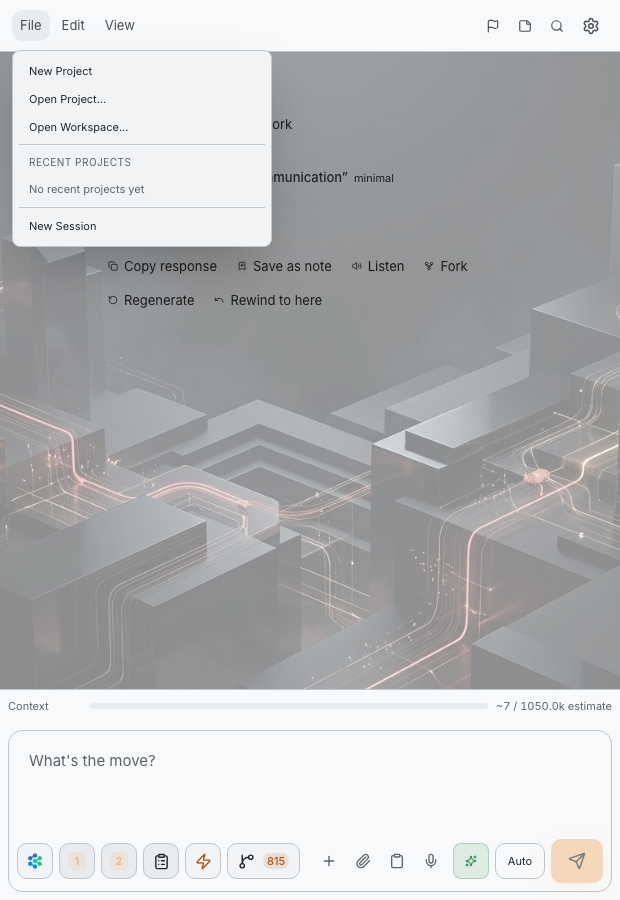 File Edit View
New Project
Open Project...
Open Workspace...
ork
RECENT PROJECTS
munication” minimal
No recent projects yet
New Session
Copy response Save as note Listen Fork
Regenerate Rewind to here
Context ~7 / 1050.0k estimate
What's the move?
1 2 815 Auto